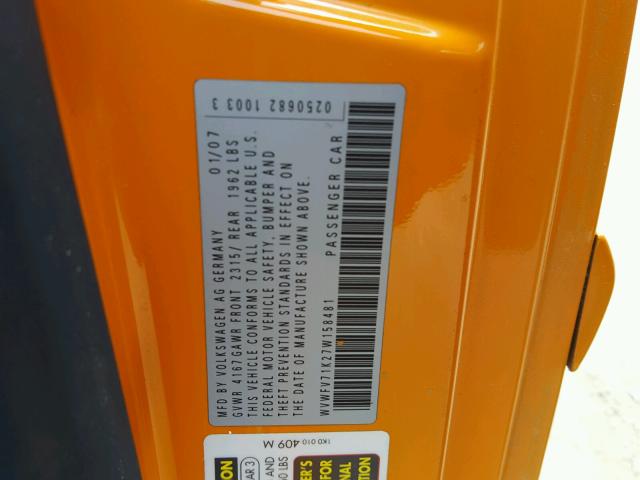 0250682 1003 3
MFD BY VOLKSWAGEN AG GERMANY 01/07
GVWR 4167GAWR FRONT 2315/ REAR 1962 LBS
THIS VEHICLE CONFORMS TO ALL APPLICABLE U.S.
FEDERAL MOTOR VEHICLE SAFETY, BUMPER AND
THEFT PREVENTION STANDARDS IN EFFECT ON
THE DATE OF MANUFACTURE SHOWN ABOVE.
WVWFV71K27W158481 PASSENGER CAR
1K0 010 409 M